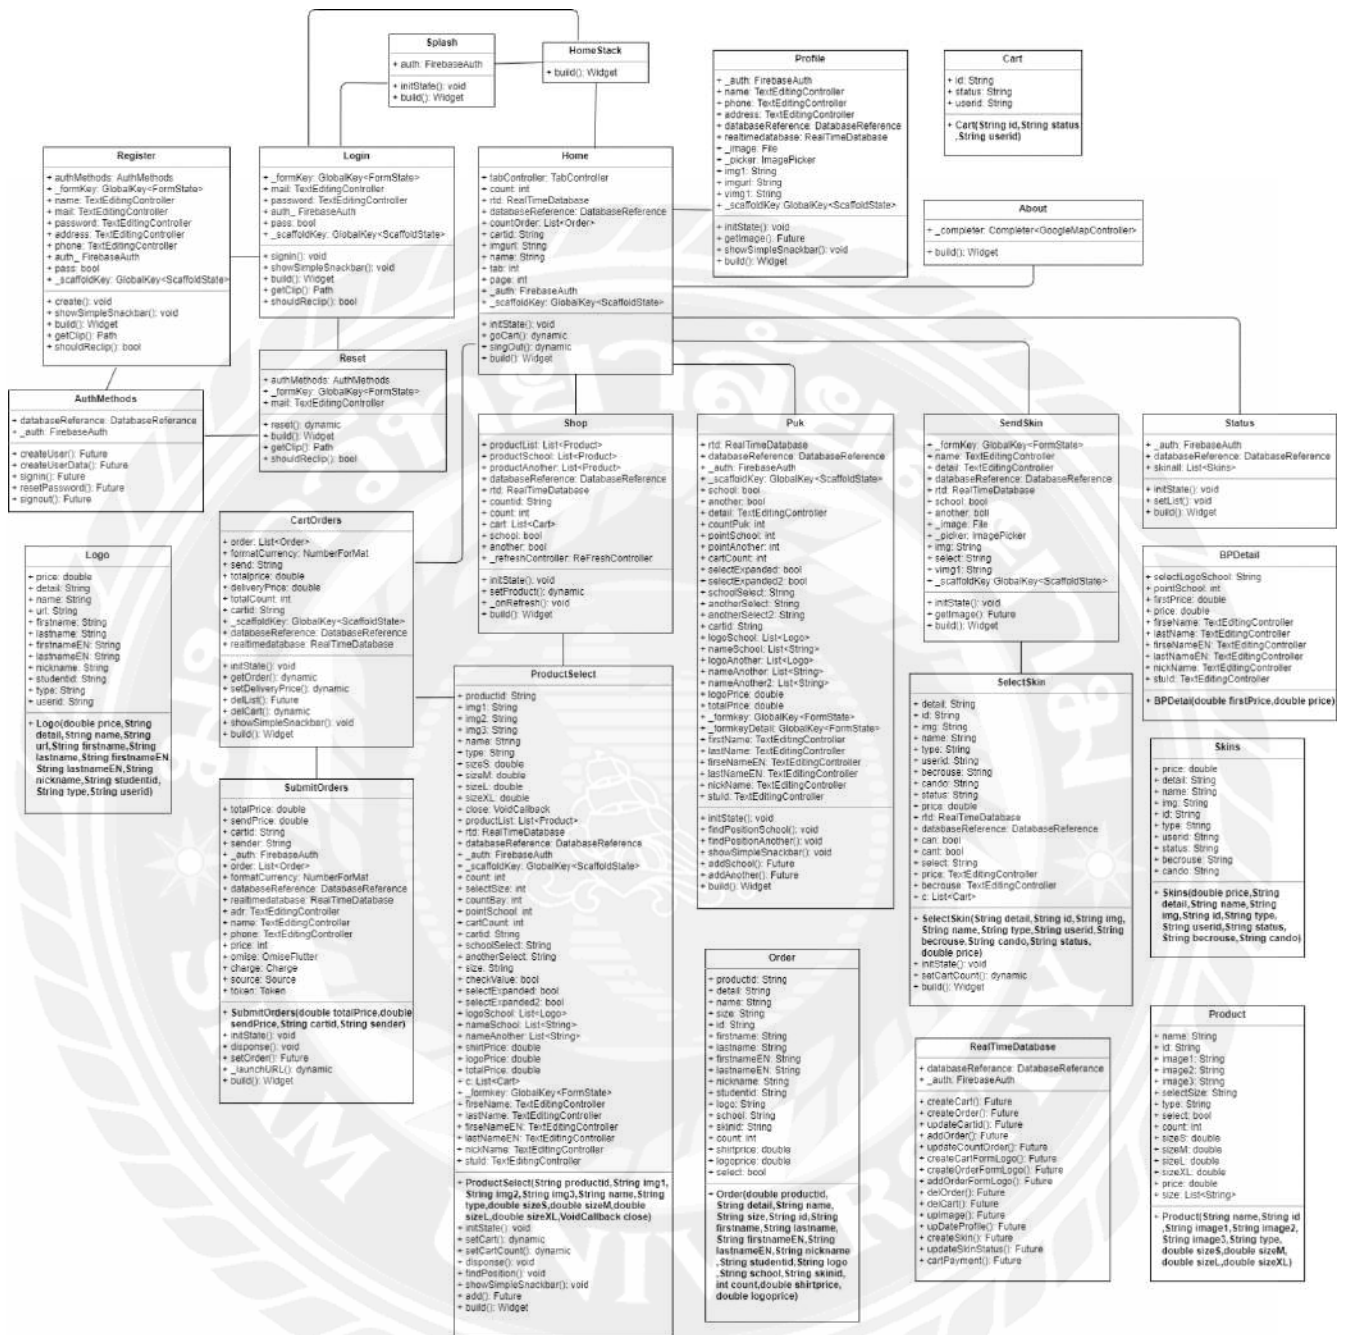 Splash
+ auth: FirebaseAuth
+ initState(): void
+ build(): Widget
HomeStack
+ build(): Widget
Profile
+ _auth: FirebaseAuth
+ name: TextEditingController
+ phone: TextEditingController
+ address: TextEditingController
+ databaseReference: DatabaseReference
+ realtimedatabase: RealTimeDatabase
+ _image: File
+ _picker: ImagePicker
+ img1: String
+ imgurl: String
+ vimg1: String
+ _scaffoldKey: GlobalKey<ScaffoldState>
+ initState(): void
+ getImage(): Future
+ showSimpleSnackbar(): void
+ build(): Widget
Cart
+ id: String
+ status: String
+ userid: String
+ Cart(String id,String status
,String userid)
Register
+ authMethods: AuthMethods
+ _formKey: GlobalKey<FormState>
+ name: TextEditingController
+ mail: TextEditingController
+ password: TextEditingController
+ address: TextEditingController
+ phone: TextEditingController
+ auth_ FirebaseAuth
+ pass: bool
+ _scaffoldKey: GlobalKey<ScaffoldState>
+ create(): void
+ showSimpleSnackbar(): void
+ build(): Widget
+ getClip(): Path
+ shouldReclip(): bool
Login
+ _formKey: GlobalKey<FormState>
+ mail: TextEditingController
+ password: TextEditingController
+ auth_ FirebaseAuth
+ pass: bool
+ _scaffoldKey: GlobalKey<ScaffoldState>
+ signin(): void
+ showSimpleSnackbar(): void
+ build(): Widget
+ getClip(): Path
+ shouldReclip(): bool
Home
+ tabController: TabController
+ count: int
+ rtd: RealTimeDatabase
+ databaseReference: DatabaseReference
+ countOrder: List<Order>
+ cartid: String
+ imgurl: String
+ name: String
+ tab: int
+ page: int
+ _auth: FirebaseAuth
+ _scaffoldKey: GlobalKey<ScaffoldState>
+ initState(): void
+ goCart(): dynamic
+ singOut(): dynamic
+ build(): Widget
About
+ _completer: Completer<GoogleMapController>
+ build(): Widget
Reset
+ authMethods: AuthMethods
+ _formKey: GlobalKey<FormState>
+ mail: TextEditingController
+ reset(): dynamic
+ build(): Widget
+ getClip(): Path
+ shouldReclip(): bool
AuthMethods
+ databaseReferance: DatabaseReferance
+ _auth: FirebaseAuth
+ createUser(): Future
+ createUserData(): Future
+ signin(): Future
+ resetPassword(): Future
+ signout(): Future
Shop
+ productList: List<Product>
+ productSchool: List<Product>
+ productAnother: List<Product>
+ databaseReference: DatabaseReference
+ rtd: RealTimeDatabase
+ countid: String
+ count: int
+ cart: List<Cart>
+ school: bool
+ another: bool
+ _refreshController: ReFreshController
+ initState(): void
+ setProduct(): dynamic
+ _onRefresh(): void
+ build(): Widget
Puk
+ rtd: RealTimeDatabase
+ databaseReference: DatabaseReference
+ _auth: FirebaseAuth
+ _scaffoldKey: GlobalKey<ScaffoldState>
+ school: bool
+ another: bool
+ detail: TextEditingController
+ countPuk: int
+ pointSchool: int
+ pointAnother: int
+ cartCount: int
+ selectExpanded: bool
+ selectExpanded2: bool
+ schoolSelect: String
+ anotherSelect: String
+ anotherSelect2: String
+ cartid: String
+ logoSchool: List<Logo>
+ nameSchool: List<String>
+ logoAnother: List<Logo>
+ nameAnother: List<String>
+ nameAnother2: List<String>
+ logoPrice: double
+ totalPrice: double
+ _formkey: GlobalKey<FormState>
+ _formkeyDetail: GlobalKey<FormState>
+ firstName: TextEditingController
+ lastName: TextEditingController
+ firseNameEN: TextEditingController
+ lastNameEN: TextEditingController
+ nickName: TextEditingController
+ stuId: TextEditingController
+ initState(): void
+ findPositionSchool(): void
+ findPositionAnother(): void
+ showSimpleSnackbar(): void
+ addSchool(): Future
+ addAnother(): Future
+ build(): Widget
SendSkin
+ _formKey: GlobalKey<FormState>
+ name: TextEditingController
+ detail: TextEditingController
+ databaseReference: DatabaseReference
+ rtd: RealTimeDatabase
+ school: bool
+ another: boll
+ _image: File
+ _picker: ImagePicker
+ img: String
+ select: String
+ vimg1: String
+ _scaffoldKey GlobalKey<ScaffoldState>
+ initState(): void
+ getImage(): Future
+ build(): Widget
Status
+ _auth: FirebaseAuth
+ databaseReference: DatabaseReference
+ skinall: List<Skins>
+ initState(): void
+ setList(): void
+ build(): Widget
CartOrders
+ order: List<Order>
+ formatCurrency: NumberForMat
+ send: String
+ totalprice: double
+ deliveryPrice: double
+ totalCount: int
+ cartid: String
+ _scaffoldKey: GlobalKey<ScaffoldState>
+ databaseReference: DatabaseReference
+ realtimedatabase: RealTimeDatabase
+ initState(): void
+ getOrder(): dynamic
+ setDeliveryPrice(): dynamic
+ delList(): Future
+ delCart(): dynamic
+ showSimpleSnackbar(): void
+ build(): Widget
Logo
+ price: double
+ detail: String
+ name: String
+ url: String
+ firstname: String
+ lastname: String
+ firstnameEN: String
+ lastnameEN: String
+ nickname: String
+ studentid: String
+ type: String
+ userid: String
+ Logo(double price,String
detail,String name,String
url,String firstname,String
lastname,String firstnameEN
String lastnameEN,String
nickname,String studentid,
String type,String userid)
BPDetail
+ selectLogoSchool: String
+ pointSchool: int
+ firstPrice: double
+ price: double
+ firseName: TextEditingController
+ lastName: TextEditingController
+ firseNameEN: TextEditingController
+ lastNameEN: TextEditingController
+ nickName: TextEditingController
+ stuId: TextEditingController
+ BPDetai(double firstPrice,double price)
ProductSelect
+ productid: String
+ img1: String
+ img2: String
+ img3: String
+ name: String
+ type: String
+ sizeS: double
+ sizeM: double
+ sizeL: double
+ sizeXL: double
+ close: VoidCallback
+ productList: List<Product>
+ rtd: RealTimeDatabase
+ databaseReference: DatabaseReference
+ _auth: FirebaseAuth
+ _scaffoldKey: GlobalKey<ScaffoldState>
+ count: int
+ selectSize: int
+ countBay: int
+ pointSchool: int
+ cartCount: int
+ cartid: String
+ schoolSelect: String
+ anotherSelect: String
+ size: String
+ checkValue: bool
+ selectExpanded: bool
+ selectExpanded2: bool
+ logoSchool: List<Logo>
+ nameSchool: List<String>
+ nameAnother: List<String>
+ shirtPrice: double
+ logoPrice: double
+ totalPrice: double
+ c: List<Cart>
+ _formkey: GlobalKey<FormState>
+ firseName: TextEditingController
+ lastName: TextEditingController
+ firseNameEN: TextEditingController
+ lastNameEN: TextEditingController
+ nickName: TextEditingController
+ stuId: TextEditingController
+ ProductSelect(String productid,String img1,
String img2,String img3,String name,String
type,double sizeS,double sizeM,double
sizeL,double sizeXL,VoidCallback close)
+ initState(): void
+ setCart(): dynamic
+ setCartCount(): dynamic
+ disponse(): void
+ findPosition(): void
+ showSimpleSnackbar(): void
+ add(): Future
+ build(): Widget
SelectSkin
+ detail: String
+ id: String
+ img: String
+ name: String
+ type: String
+ userid: String
+ becrouse: String
+ cando: String
+ status: String
+ price: double
+ rtd: RealTimeDatabase
+ databaseReference: DatabaseReference
+ can: bool
+ cant: bool
+ select: String
+ price: TextEditingController
+ becrouse: TextEditingController
+ c: List<Cart>
+ SelectSkin(String detail,String id,String img,
String name,String type,String userid,String
becrouse,String cando,String status,
double price)
+ initState(): void
+ setCartCount(): dynamic
+ build(): Widget
Skins
+ price: double
+ detail: String
+ name: String
+ img: String
+ id: String
+ type: String
+ userid: String
+ status: String
+ becrouse: String
+ cando: String
+ Skins(double price,String
detail,String name,String
img,String id,String type,
String userid,String status,
String becrouse,String cando)
SubmitOrders
+ totalPrice: double
+ sendPrice: double
+ cartid: String
+ sender: String
+ _auth: FirebaseAuth
+ order: List<Order>
+ formatCurrency: NumberForMat
+ databaseReference: DatabaseReference
+ realtimedatabase: RealTimeDatabase
+ adr: TextEditingController
+ name: TextEditingController
+ phone: TextEditingController
+ price: int
+ omise: OmiseFlutter
+ charge: Charge
+ source: Source
+ token: Token
+ SubmitOrders(double totalPrice,double
sendPrice,String cartid,String sender)
+ initState(): void
+ disponse(): void
+ setOrder(): Future
+ _launchURL(): dynamic
+ build(): Widget
Order
+ productid: String
+ detail: String
+ name: String
+ size: String
+ id: String
+ firstname: String
+ lastname: String
+ firstnameEN: String
+ lastnameEN: String
+ nickname: String
+ studentid: String
+ logo: String
+ school: String
+ skinid: String
+ count: int
+ shirtprice: double
+ logoprice: double
+ select: bool
+ Order(double productid,
String detail,String name,
String size,String id,String
firstname,String lastname,
String firstnameEN,String
lastnameEN,String nickname
,String studentid,String logo
,String school,String skinid,
int count,double shirtprice,
double logoprice)
RealTimeDatabase
+ databaseReferance: DatabaseReferance
+ _auth: FirebaseAuth
+ createCart(): Future
+ createOrder(): Future
+ updateCartid(): Future
+ addOrder(): Future
+ updateCountOrder(): Future
+ createCartFormLogo(): Future
+ createOrderFormLogo(): Future
+ addOrderFormLogo(): Future
+ delOrder(): Future
+ delCart(): Future
+ upImage(): Future
+ upDateProfile(): Future
+ createSkin(): Future
+ updateSkinStatus(): Future
+ cartPayment(): Future
Product
+ name: String
+ id: String
+ image1: String
+ image2: String
+ image3: String
+ selectSize: String
+ type: String
+ select: bool
+ count: int
+ sizeS: double
+ sizeM: double
+ sizeL: double
+ sizeXL: double
+ price: double
+ size: List<String>
+ Product(String name,String id
,String image1,String image2,
String image3,String type,
double sizeS,double sizeM,
double sizeL,double sizeXL)